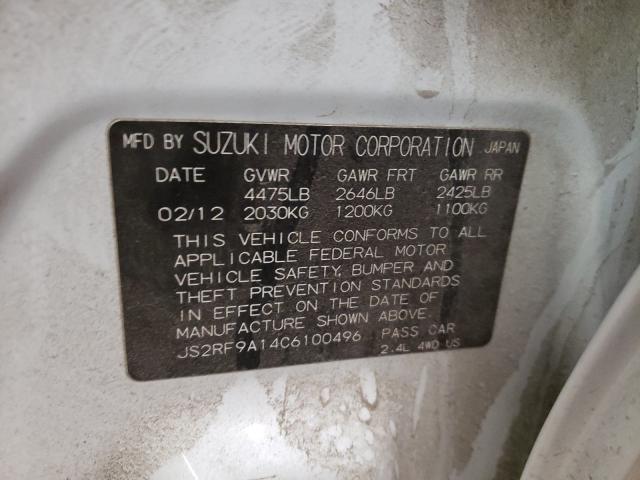 MFD BY SUZUKI MOTOR CORPORATION JAPAN
DATE GVWR GAWR FRT GAWR RR
4475LB 2646LB 2425LB
02/12 2030KG 1200KG 1100KG
THIS VEHICLE CONFORMS TO ALL
APPLICABLE FEDERAL MOTOR
VEHICLE SAFETY, BUMPER AND
THEFT PREVENTION STANDARDS
IN EFFECT ON THE DATE OF
MANUFACTURE SHOWN ABOVE.
JS2RF9A14C6100496 PASS CAR
2.4L 4WD US